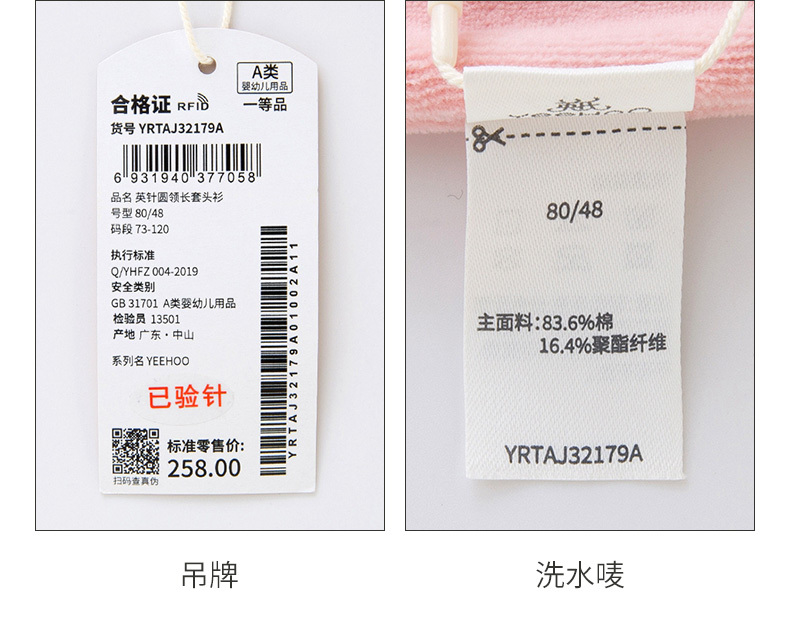 A类
婴幼儿用品
合格证 RFID
一等品
货号 YRTAJ32179A
6 931940 377058
品名 英针圆领长套头衫
号型 80/48
码段 73-120
执行标准
Q/YHFZ 004-2019
安全类别
GB 31701 A类婴幼儿用品
检验员 13501
产地 广东·中山
系列名 YEEHOO
已验针
标准零售价:
258.00
扫码查真伪
YRTAJ32179A01002A11
吊牌
英氏
YEEHOO
80/48
主面料:83.6%棉
16.4%聚酯纤维
YRTAJ32179A
洗水唛